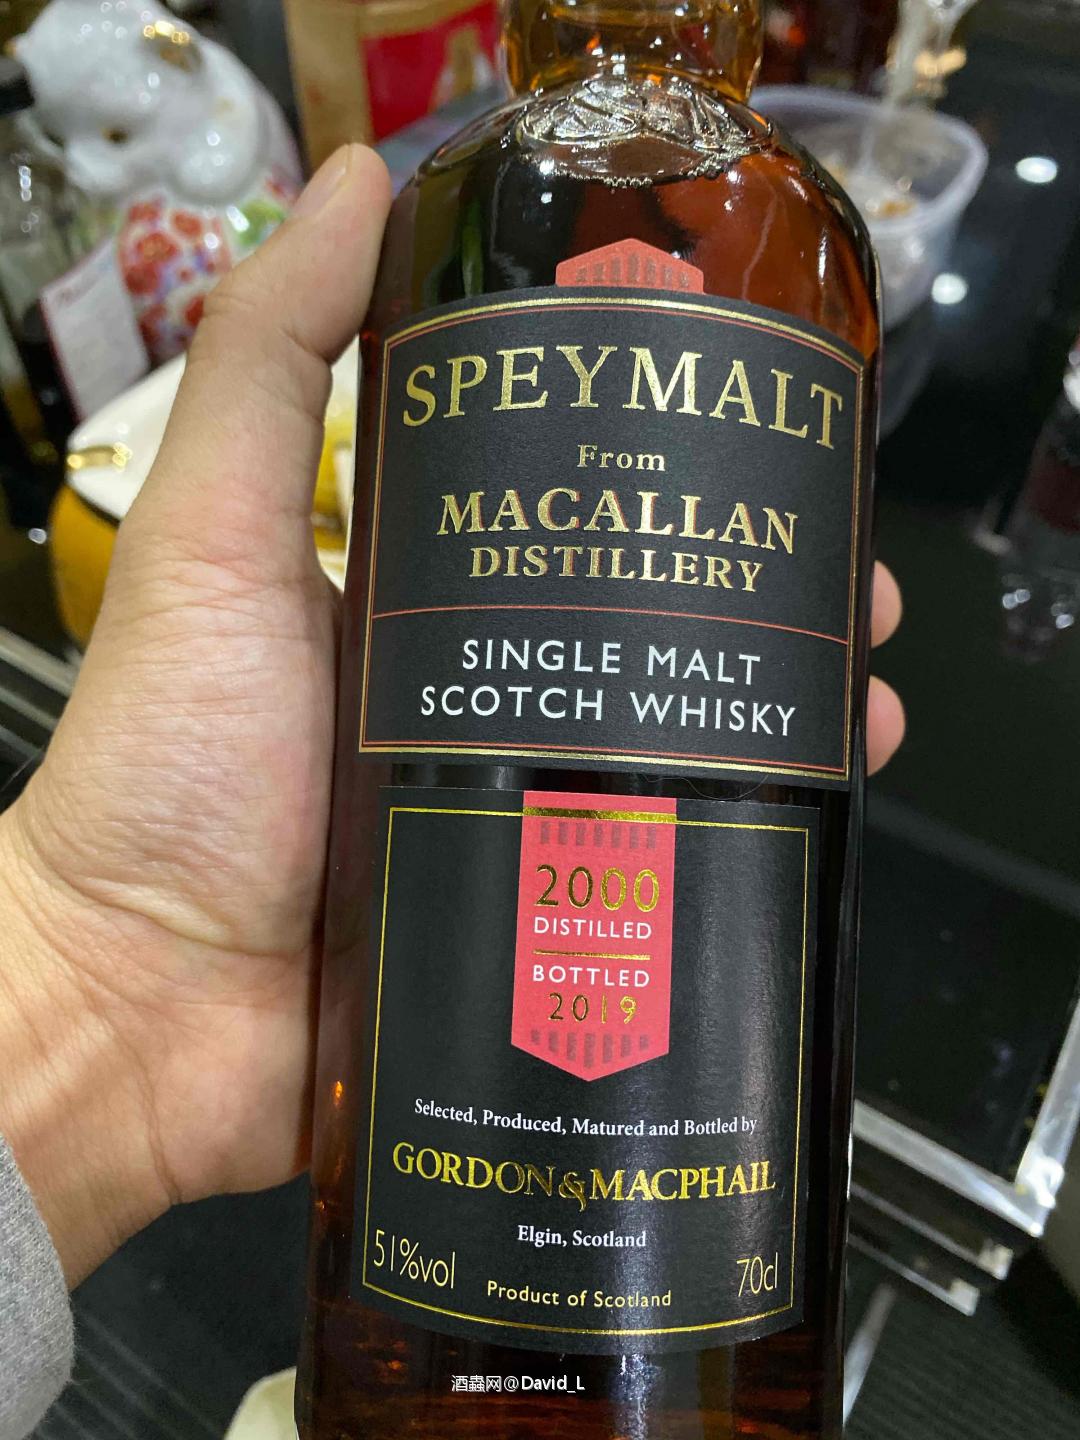 SPEYMALT
From
MACALLAN
DISTILLERY
SINGLE MALT
SCOTCH WHISKY
2000
DISTILLED
BOTTLED
2019
Selected, Produced, Matured and Bottled by
GORDON & MACPHAIL
Elgin, Scotland
51%vol
70cl
Product of Scotland
酒蟲网@David_L